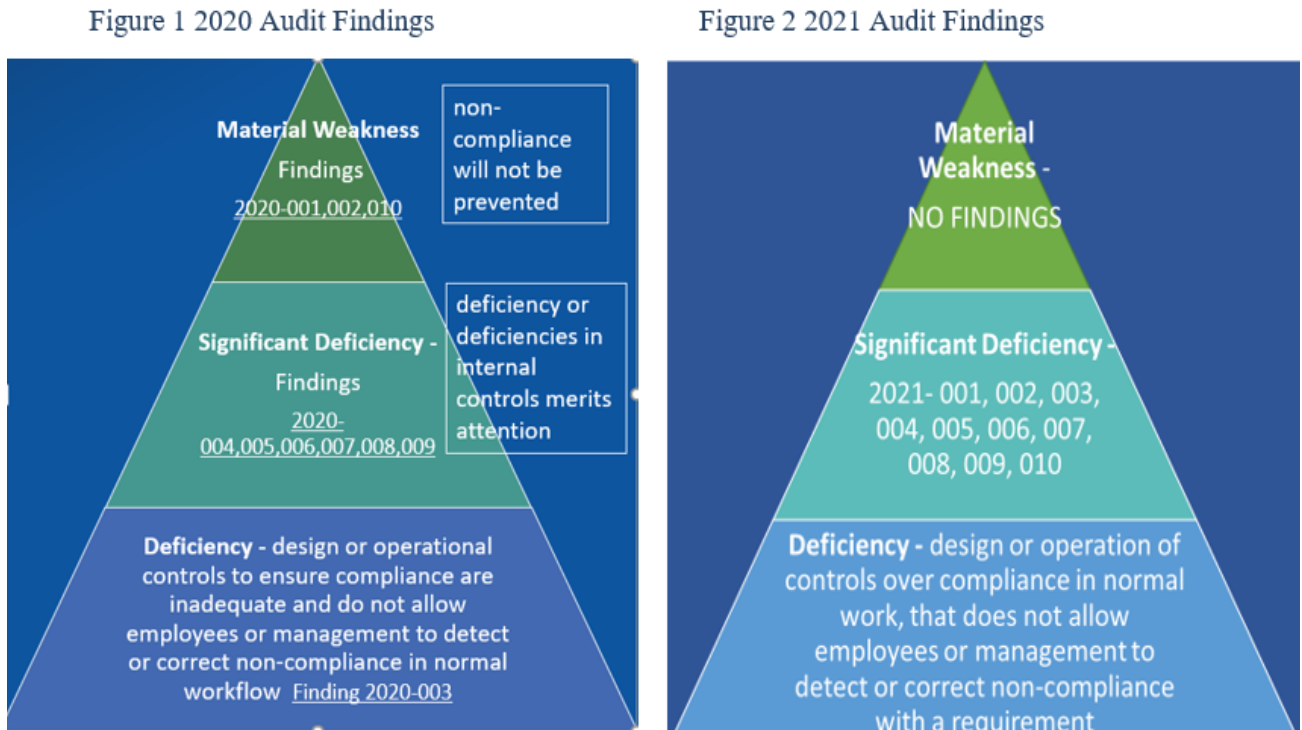 Figure 1 2020 Audit Findings
Material Weakness
Findings
2020-001,002,010
non-
compliance
will not be
prevented
Significant Deficiency -
Findings
2020-
004,005,006,007,008,009
deficiency or
deficiencies in
internal
controls merits
attention
Deficiency - design or operational
controls to ensure compliance are
inadequate and do not allow
employees or management to detect
or correct non-compliance in normal
workflow Finding 2020-003
Figure 2 2021 Audit Findings
Material
Weakness -
NO FINDINGS
Significant Deficiency -
2021- 001, 002, 003,
004, 005, 006, 007,
008, 009, 010
Deficiency - design or operation of
controls over compliance in normal
work, that does not allow
employees or management to
detect or correct non-compliance
with a requirement